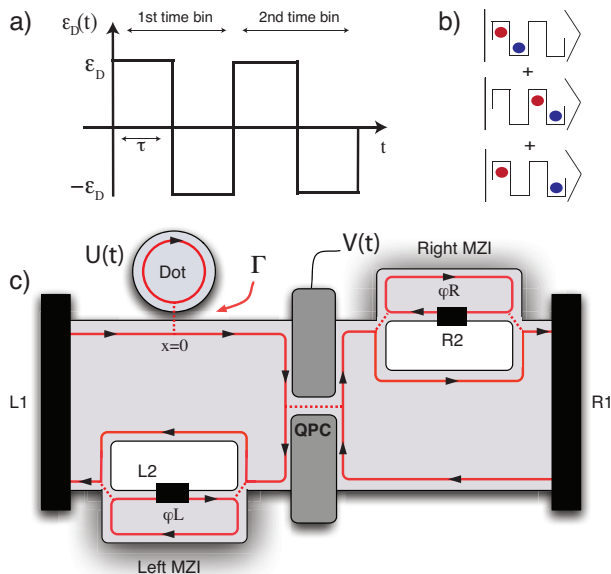 a)
ε_D(t)
1st time bin
2nd time bin
ε_D
τ
t
−ε_D
b)
+
+
c)
U(t)
Dot
Γ
V(t)
Right MZI
φR
R2
x=0
L1
R1
QPC
L2
φL
Left MZI